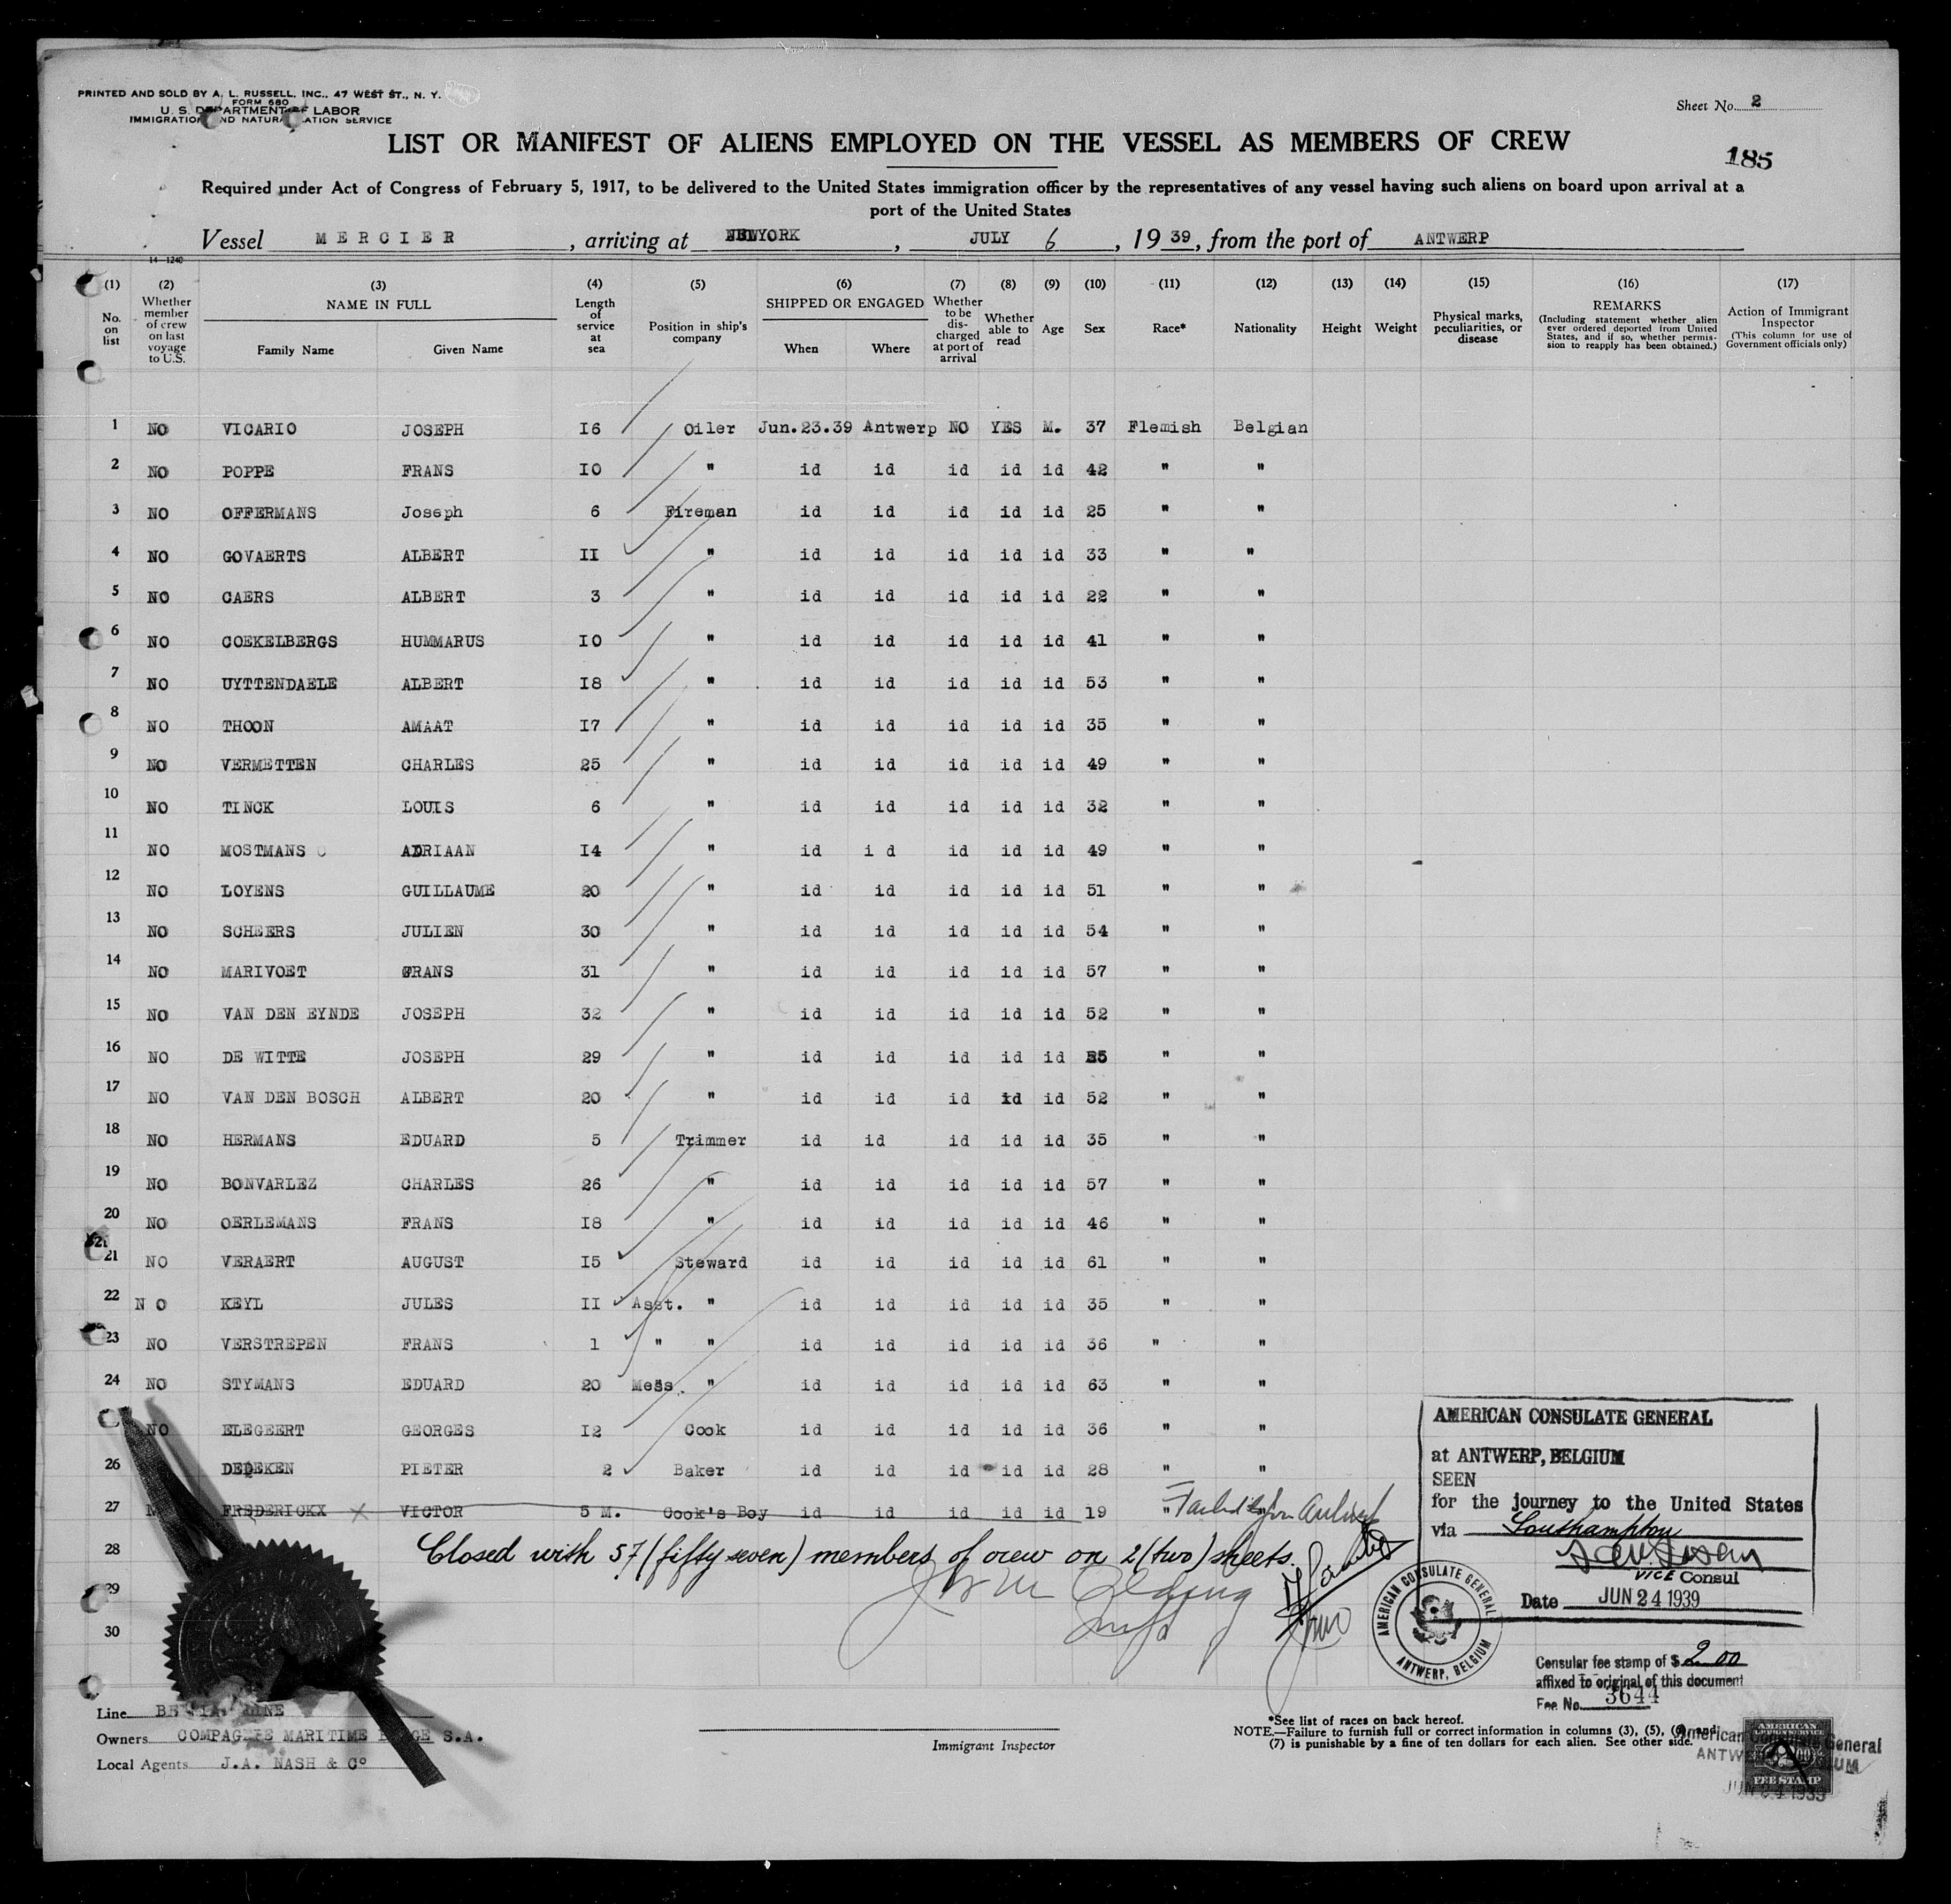 PRINTED AND SOLD BY A. L. RUSSELL, INC., 47 WEST ST., N. Y.
FORM 680
U. S. DEPARTMENT OF LABOR
IMMIGRATION AND NATURALIZATION SERVICE
Sheet No. 2
LIST OR MANIFEST OF ALIENS EMPLOYED ON THE VESSEL AS MEMBERS OF CREW
185
Required under Act of Congress of February 5, 1917, to be delivered to the United States immigration officer by the representatives of any vessel having such aliens on board upon arrival at a
port of the United States
Vessel MERCIER, arriving at NEWYORK, JULY 6, 1939, from the port of ANTWERP
14-1240
(1) No. on list
(2) Whether member of crew on last voyage to U.S.
(3) NAME IN FULL
Family Name Given Name
(4) Length of service at sea
(5) Position in ship's company
(6) SHIPPED OR ENGAGED
When Where
(7) Whether to be discharged at port of arrival
(8) Whether able to read
(9) Age
(10) Sex
(11) Race*
(12) Nationality
(13) Height
(14) Weight
(15) Physical marks, peculiarities, or disease
(16) REMARKS
(Including statement whether alien ever ordered deported from United States, and if so, whether permission to reapply has been obtained.)
(17) Action of Immigrant Inspector
(This column for use of Government officials only)
1 NO VICARIO JOSEPH I6 Oiler Jun.23.39 Antwerp NO YES M. 37 Flemish Belgian
2 NO POPPE FRANS IO " id id id id id 42 " "
3 NO OFFERMANS Joseph 6 Fireman id id id id id 25 " "
4 NO GOVAERTS ALBERT II " id id id id id 33 " "
5 NO CAERS ALBERT 3 " id id id id id 22 " "
6 NO COEKELBERGS HUMMARUS IO " id id id id id 41 " "
7 NO UYTTENDAELE ALBERT I8 " id id id id id 53 " "
8 NO THOON AMAAT I7 " id id id id id 35 " "
9 NO VERMETTEN CHARLES 25 " id id id id id 49 " "
10 NO TINCK LOUIS 6 " id id id id id 32 " "
11 NO MOSTMANS ADRIAAN I4 " id i d id id id 49 " "
12 NO LOYENS GUILLAUME 20 " id id id id id 51 " "
13 NO SCHEERS JULIEN 30 " id id id id id 54 " "
14 NO MARIVOET FRANS 31 " id id id id id 57 " "
15 NO VAN DEN EYNDE JOSEPH 32 " id id id id id 52 " "
16 NO DE WITTE JOSEPH 29 " id id id id id " "
17 NO VAN DEN BOSCH ALBERT 20 " id id id id id 52 " "
18 NO HERMANS EDUARD 5 Trimmer id id id id id 35 " "
19 NO BONVARLEZ CHARLES 26 " id id id id id 57 " "
20 NO OERLEMANS FRANS I8 " id id id id id 46 " "
21 NO VERAERT AUGUST I5 Steward id id id id id 61 " "
22 N O KEYL JULES II Asst. " id id id id id 35 " "
23 NO VERSTREPEN FRANS 1 " " id id id id id 36 " "
24 NO STYMANS EDUARD 20 Mess. " id id id id id 63 " "
NO ELEGEERT GEORGES I2 Cook id id id id id 36 " "
26 DEDEKEN PIETER 2 Baker id id id id id 28 " "
27 FREDERICKX VICTOR 5 M. Cook's Boy id id id id id 19 " Failed to join Antwerp
28 Closed with 57 (fifty seven) members of crew on 2 (two) sheets.
29
30
AMERICAN CONSULATE GENERAL
at ANTWERP, BELGIUM
SEEN
for the journey to the United States
via Southampton
VICE Consul
Date JUN 24 1939
AMERICAN CONSULATE GENERAL ANTWERP, BELGIUM
Consular fee stamp of $ 2.00
affixed to original of this document
Fee No. 3644
Line LINE
Owners COMPAGNIE MARITIME BELGE S.A.
Local Agents J.A. NASH & Cº
Immigrant Inspector
*See list of races on back hereof.
NOTE.—Failure to furnish full or correct information in columns (3), (5), (6), and
(7) is punishable by a fine of ten dollars for each alien. See other side.
American Consulate General
ANTWERP, BELGIUM
JUN 24 1939
AMERICAN
FEE STAMP